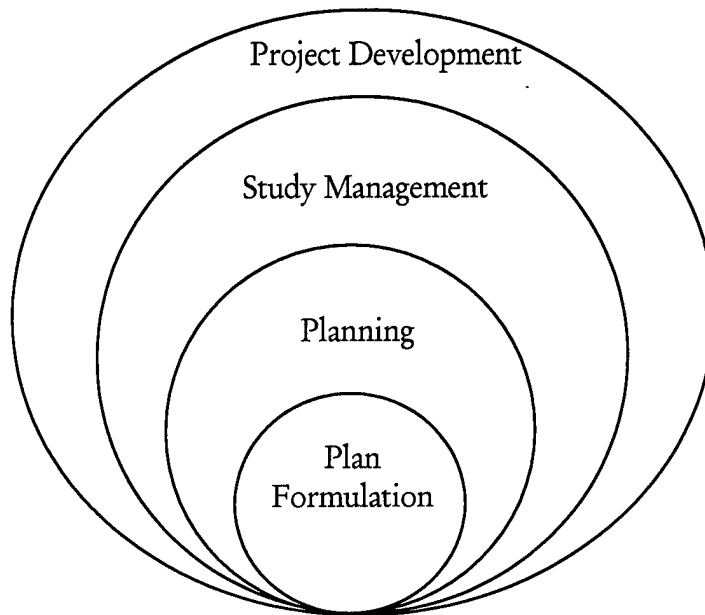 Project Development
Study Management
Planning
Plan
Formulation